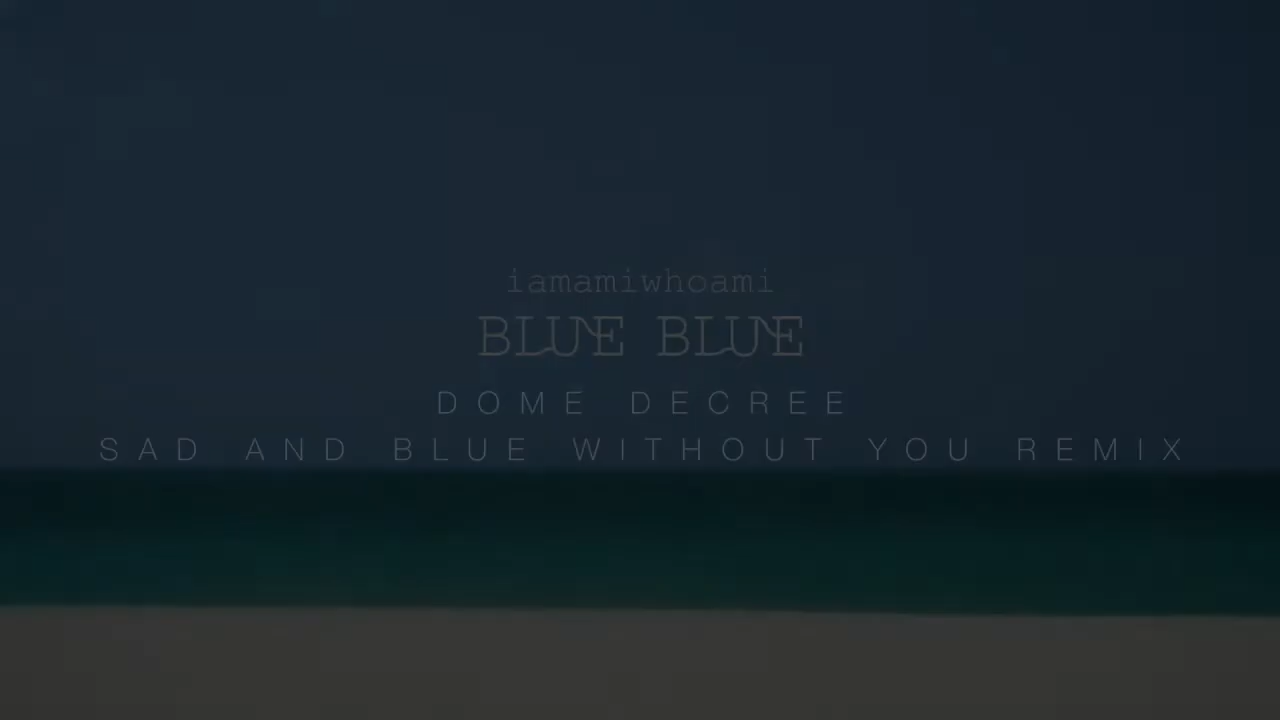 iamamiwhoami
BLUE BLUE
DOME DECREE
SAD AND BLUE WITHOUT YOU REMIX